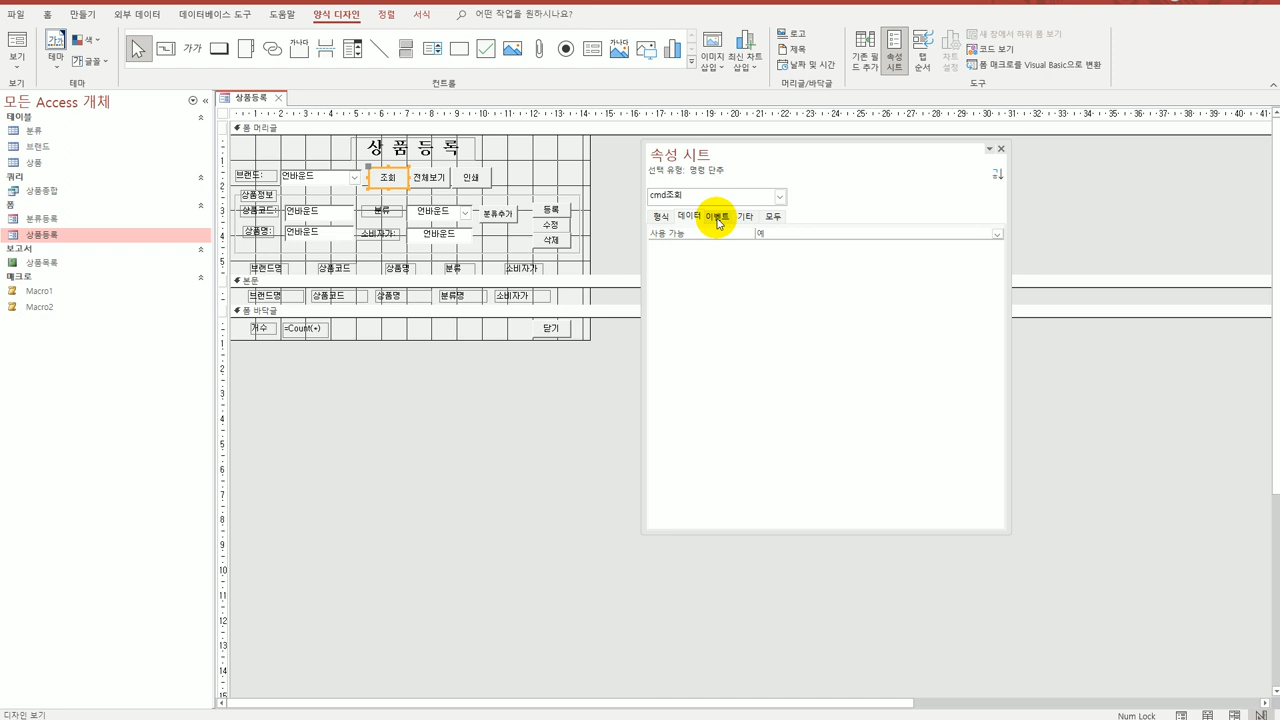 파일 홈 만들기 외부 데이터 데이터베이스 도구 도움말 양식 디자인 정렬 서식 어떤 작업을 원하시나요?
보기
테마
색
글꼴
가가
가나다
이미지 삽입
최신 차트 삽입
로고
제목
날짜 및 시간
기존 필드 추가
속성 시트
탭 순서
차트 설정
새 창에서 하위 폼 보기
코드 보기
폼 매크로를 Visual Basic으로 변환
보기 테마 컨트롤 머리글/바닥글 도구
모든 Access 개체
테이블
분류
브랜드
상품
쿼리
상품종합
폼
분류등록
상품등록
보고서
상품목록
매크로
Macro1
Macro2
상품등록
폼 머리글
상 품 등 록
브랜드: 언바운드 조회 전체보기 인쇄
상품정보
상품코드: 언바운드 분류 언바운드 분류추가 등록
수정
상품명: 언바운드 소비자가: 언바운드 삭제
브랜드명 상품코드 상품명 분류 소비자가
본문
브랜드명 상품코드 상품명 분류명 소비자가
폼 바닥글
개수 =Count(*) 닫기
속성 시트
선택 유형: 명령 단추
cmd조회
형식 데이터 이벤트 기타 모두
사용 가능 예
디자인 보기 Num Lock